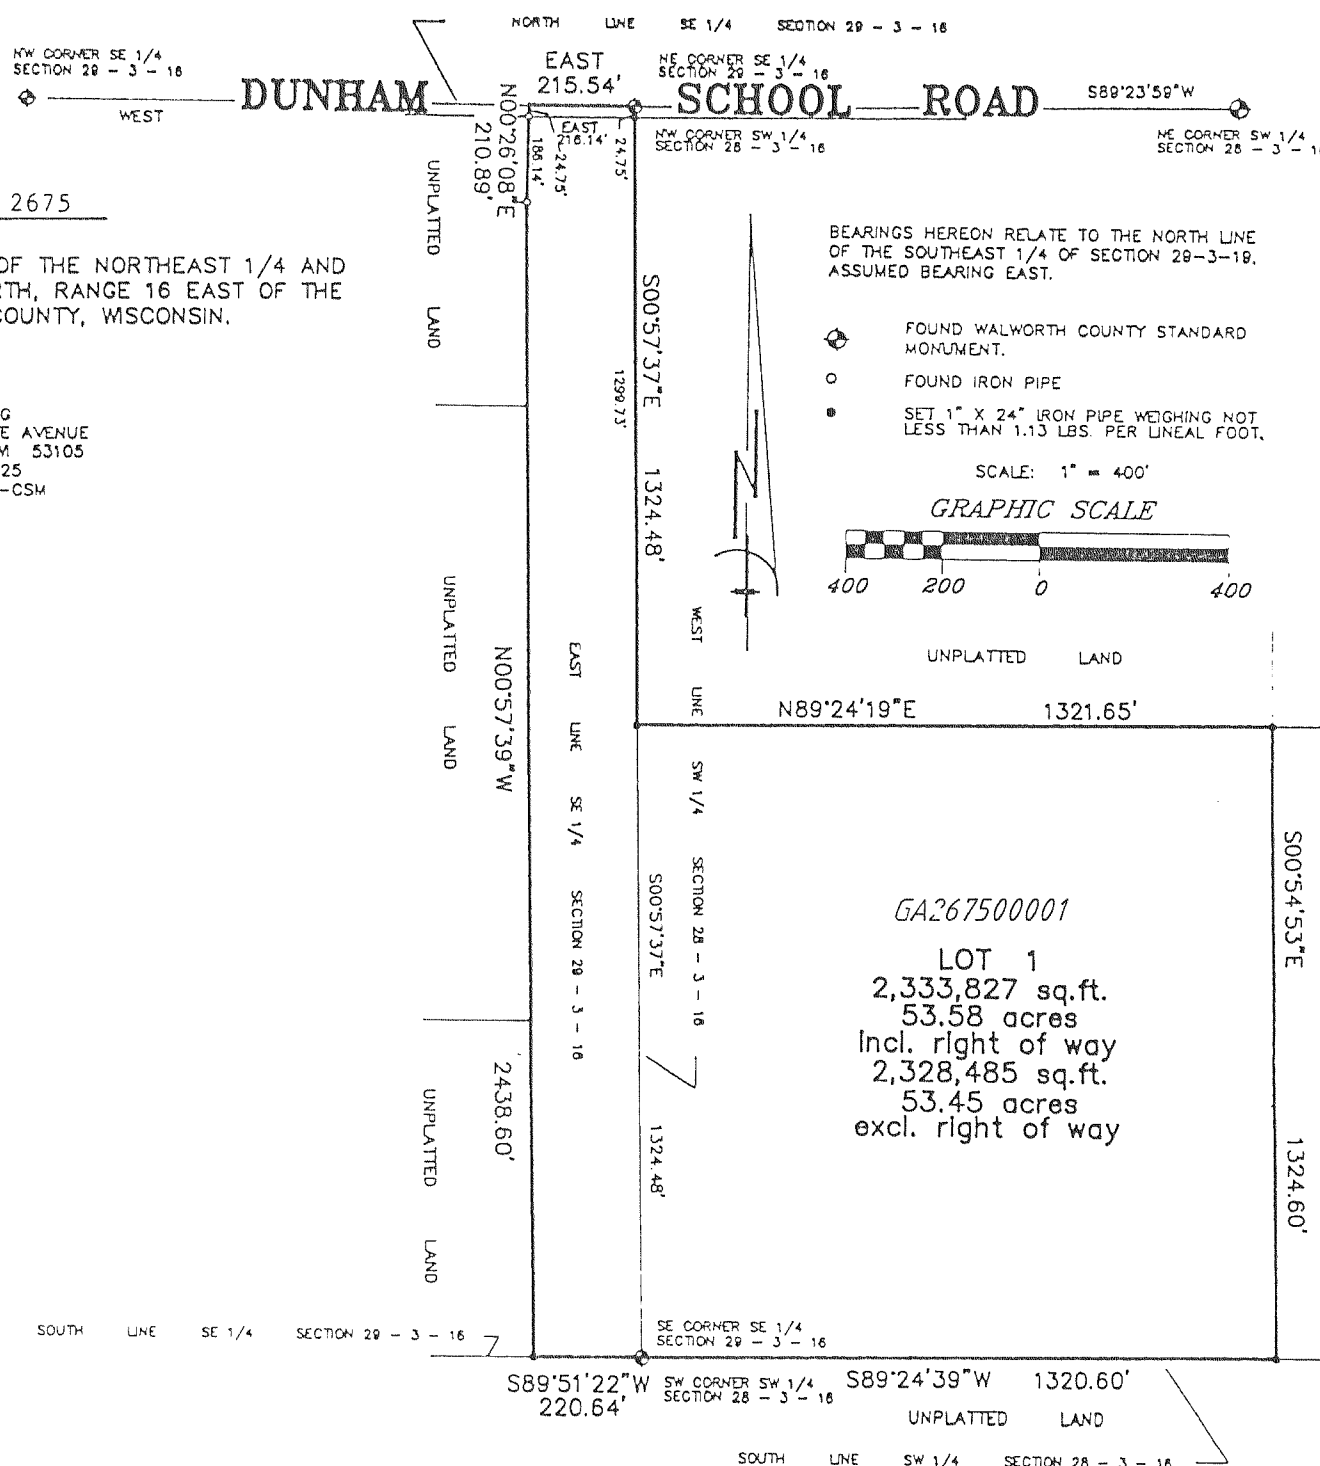 NORTH LINE SE 1/4 SECTION 29 - 3 - 16
NW CORNER SE 1/4
SECTION 29 - 3 - 16
WEST
DUNHAM SCHOOL ROAD
EAST
215.54'
NE CORNER SE 1/4
SECTION 29 - 3 - 16
S89°23'59"W
NW CORNER SW 1/4
SECTION 28 - 3 - 16
NE CORNER SW 1/4
SECTION 28 - 3 - 16
EAST
216.14'
N00°26'08"E
210.89'
186.14'
24.75'
24.75'
2675
OF THE NORTHEAST 1/4 AND
RTH, RANGE 16 EAST OF THE
COUNTY, WISCONSIN.
G
E AVENUE
53105
25
-CSM
UNPLATTED LAND
S00°57'37"E 1324.48'
1299.73'
BEARINGS HEREON RELATE TO THE NORTH LINE
OF THE SOUTHEAST 1/4 OF SECTION 29-3-19,
ASSUMED BEARING EAST.
FOUND WALWORTH COUNTY STANDARD
MONUMENT.
FOUND IRON PIPE
SET 1" X 24" IRON PIPE WEIGHING NOT
LESS THAN 1.13 LBS. PER LINEAL FOOT.
SCALE: 1" = 400'
GRAPHIC SCALE
400 200 0 400
N
UNPLATTED LAND
UNPLATTED LAND
N00°57'39"W 2438.60'
EAST LINE SE 1/4 SECTION 29 - 3 - 16
WEST LINE SW 1/4 SECTION 28 - 3 - 16
N89°24'19"E 1321.65'
S00°57'37"E 1324.48'
S00°54'53"E 1324.60'
GA267500001
LOT 1
2,333,827 sq.ft.
53.58 acres
incl. right of way
2,328,485 sq.ft.
53.45 acres
excl. right of way
UNPLATTED LAND
SOUTH LINE SE 1/4 SECTION 29 - 3 - 16
SE CORNER SE 1/4
SECTION 29 - 3 - 16
S89°51'22"W
220.64'
SW CORNER SW 1/4
SECTION 28 - 3 - 16
S89°24'39"W 1320.60'
UNPLATTED LAND
SOUTH LINE SW 1/4 SECTION 28 - 3 - 16